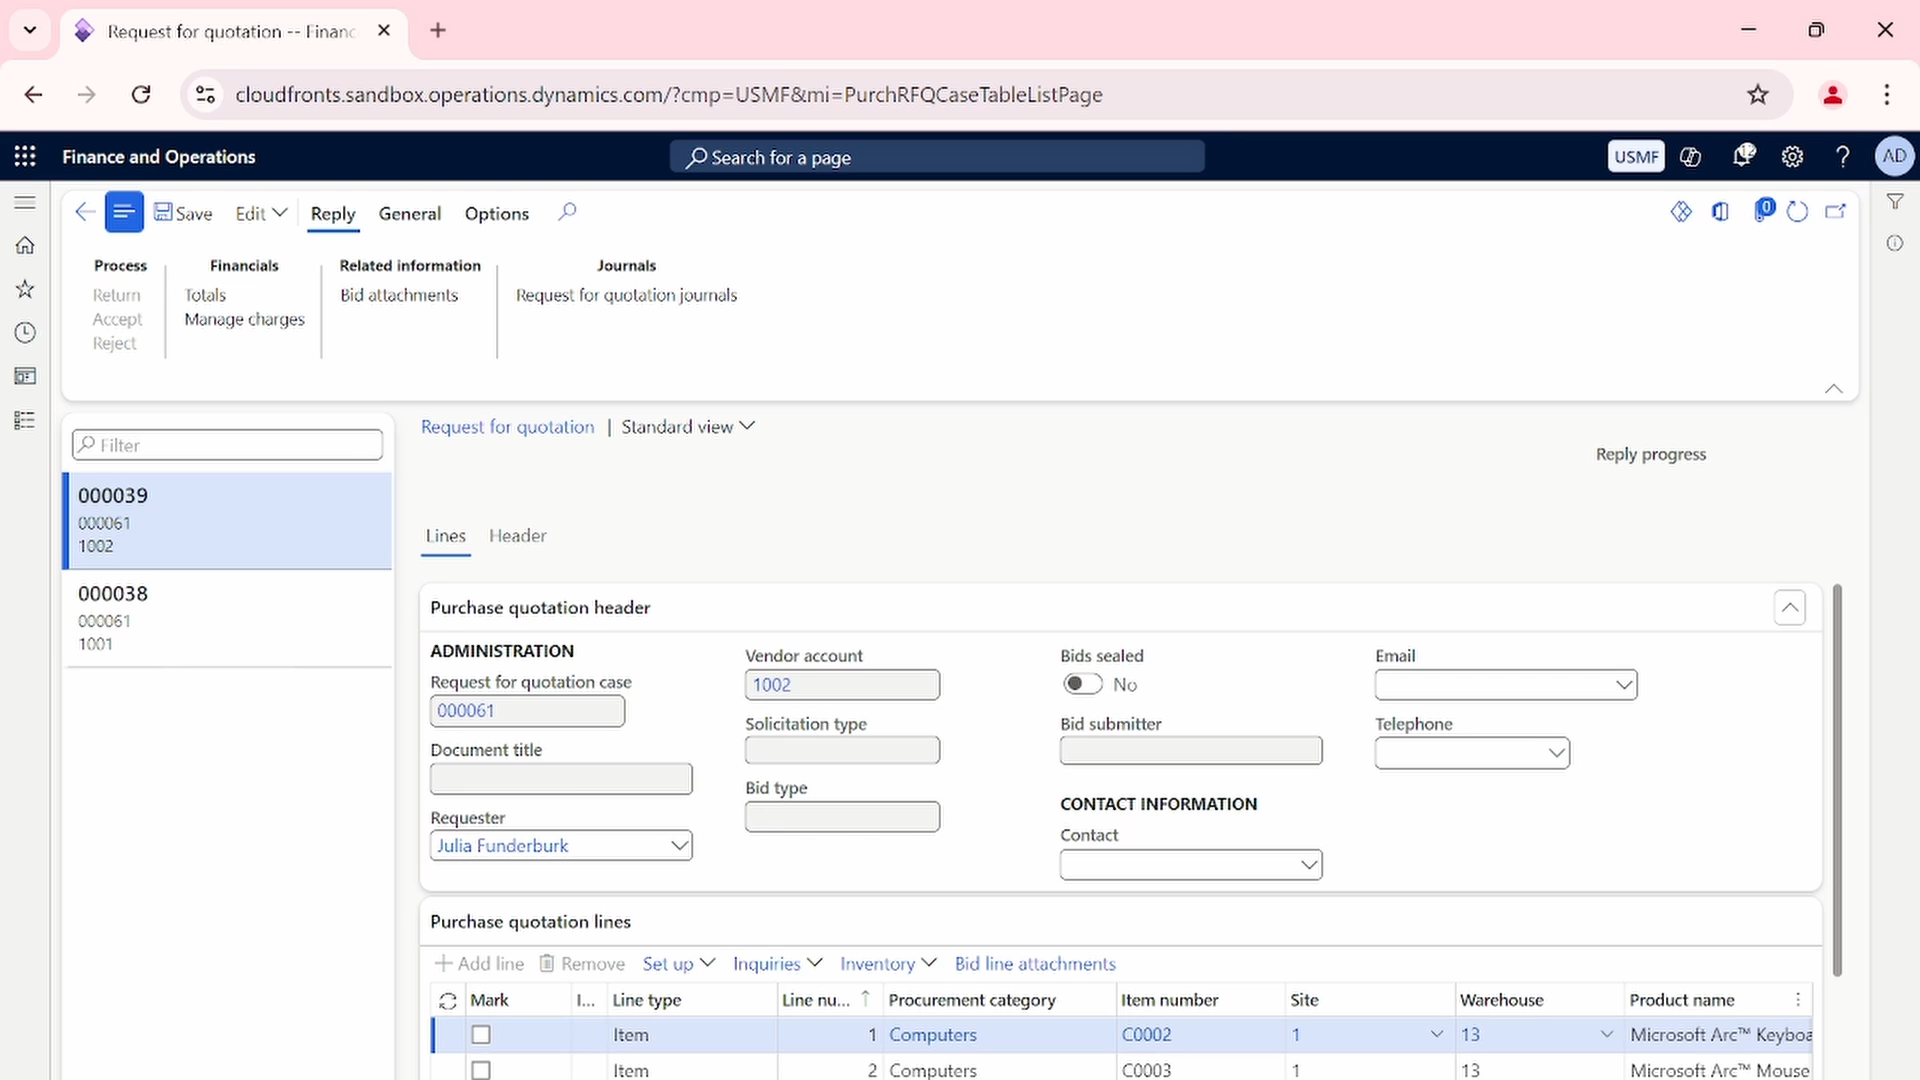 Request for quotation -- Financ
cloudfronts.sandbox.operations.dynamics.com/?cmp=USMF&mi=PurchRFQCaseTableListPage
Finance and Operations
Search for a page
USMF
12
AD
Save
Edit
Reply
General
Options
0
Process
Financials
Related information
Journals
Return
Totals
Bid attachments
Request for quotation journals
Accept
Manage charges
Reject
Filter
000039
000061
1002
000038
000061
1001
Request for quotation | Standard view
Reply progress
Lines
Header
Purchase quotation header
ADMINISTRATION
Request for quotation case
000061
Document title
Requester
Julia Funderburk
Vendor account
1002
Solicitation type
Bid type
Bids sealed
No
Bid submitter
CONTACT INFORMATION
Contact
Email
Telephone
Purchase quotation lines
Add line
Remove
Set up
Inquiries
Inventory
Bid line attachments
Mark I... Line type Line nu... Procurement category Item number Site Warehouse Product name
Item 1 Computers C0002 1 13 Microsoft Arc™ Keyboa
Item 2 Computers C0003 1 13 Microsoft Arc™ Mouse